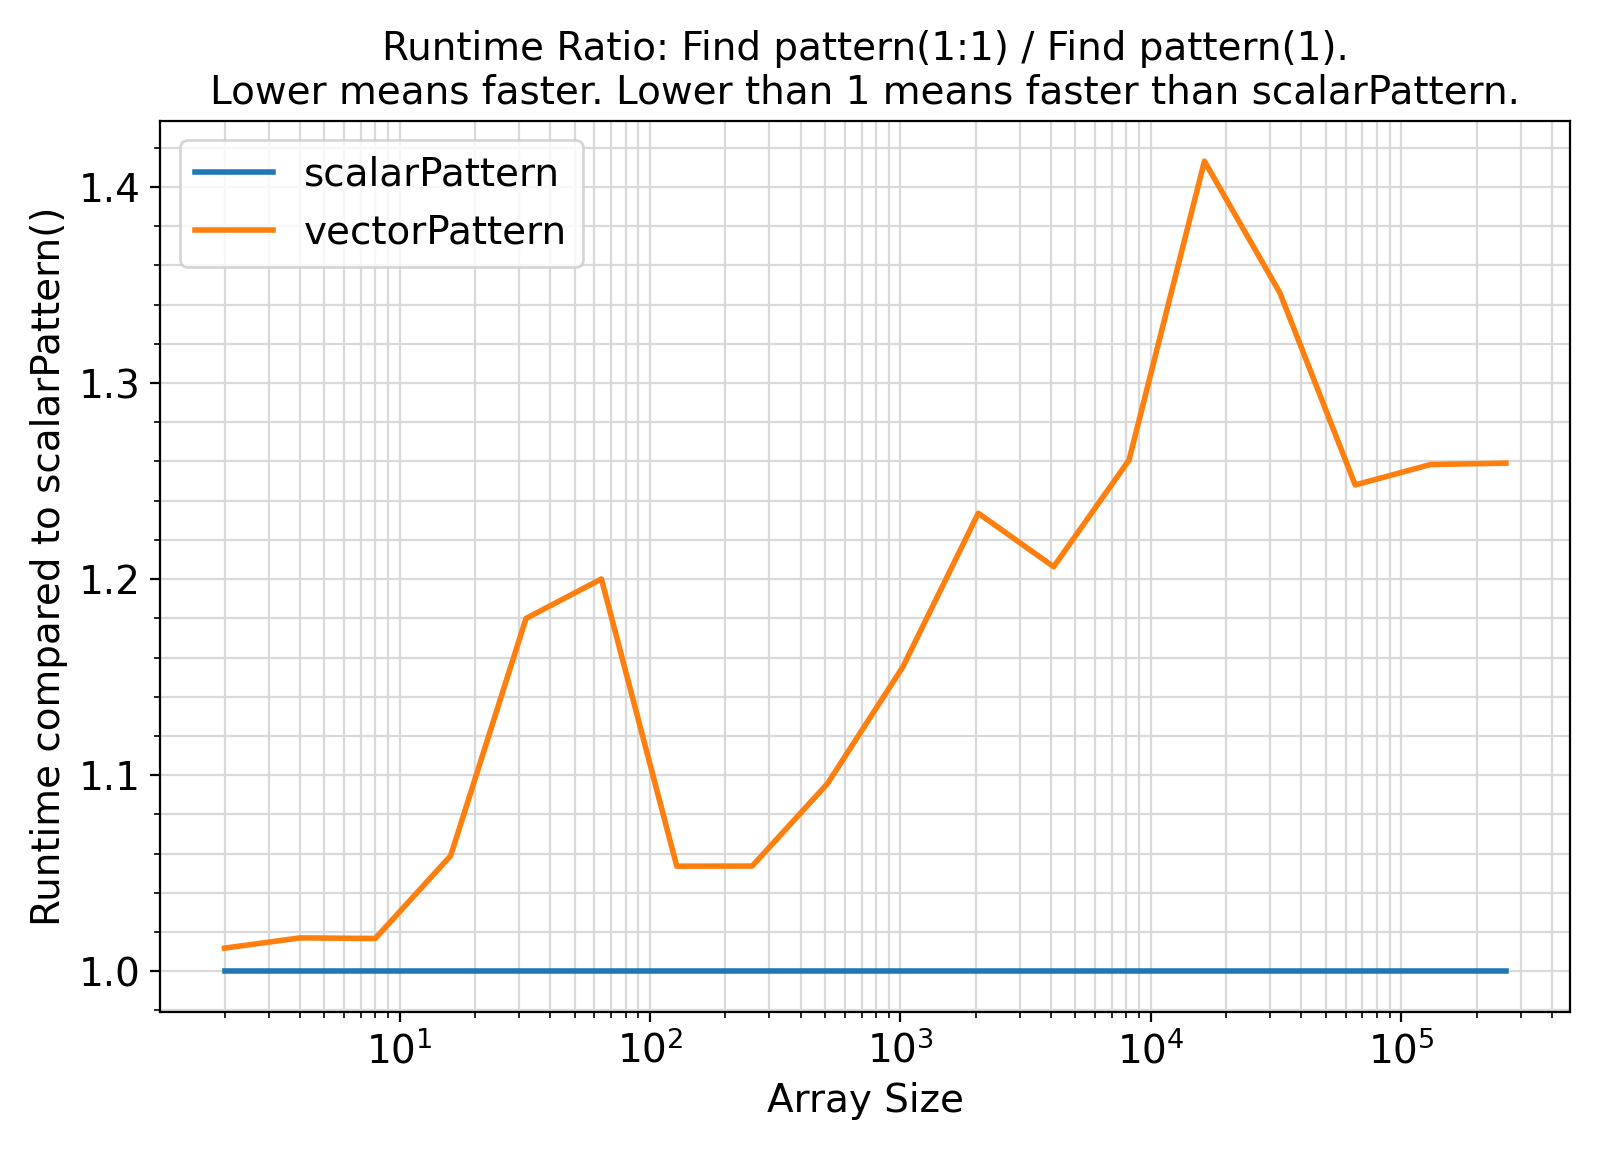 Runtime Ratio: Find pattern(1:1) / Find pattern(1).
Lower means faster. Lower than 1 means faster than scalarPattern.
scalarPattern
vectorPattern
Runtime compared to scalarPattern()
1.4
1.3
1.2
1.1
1.0
10¹ 10² 10³ 10⁴ 10⁵
Array Size